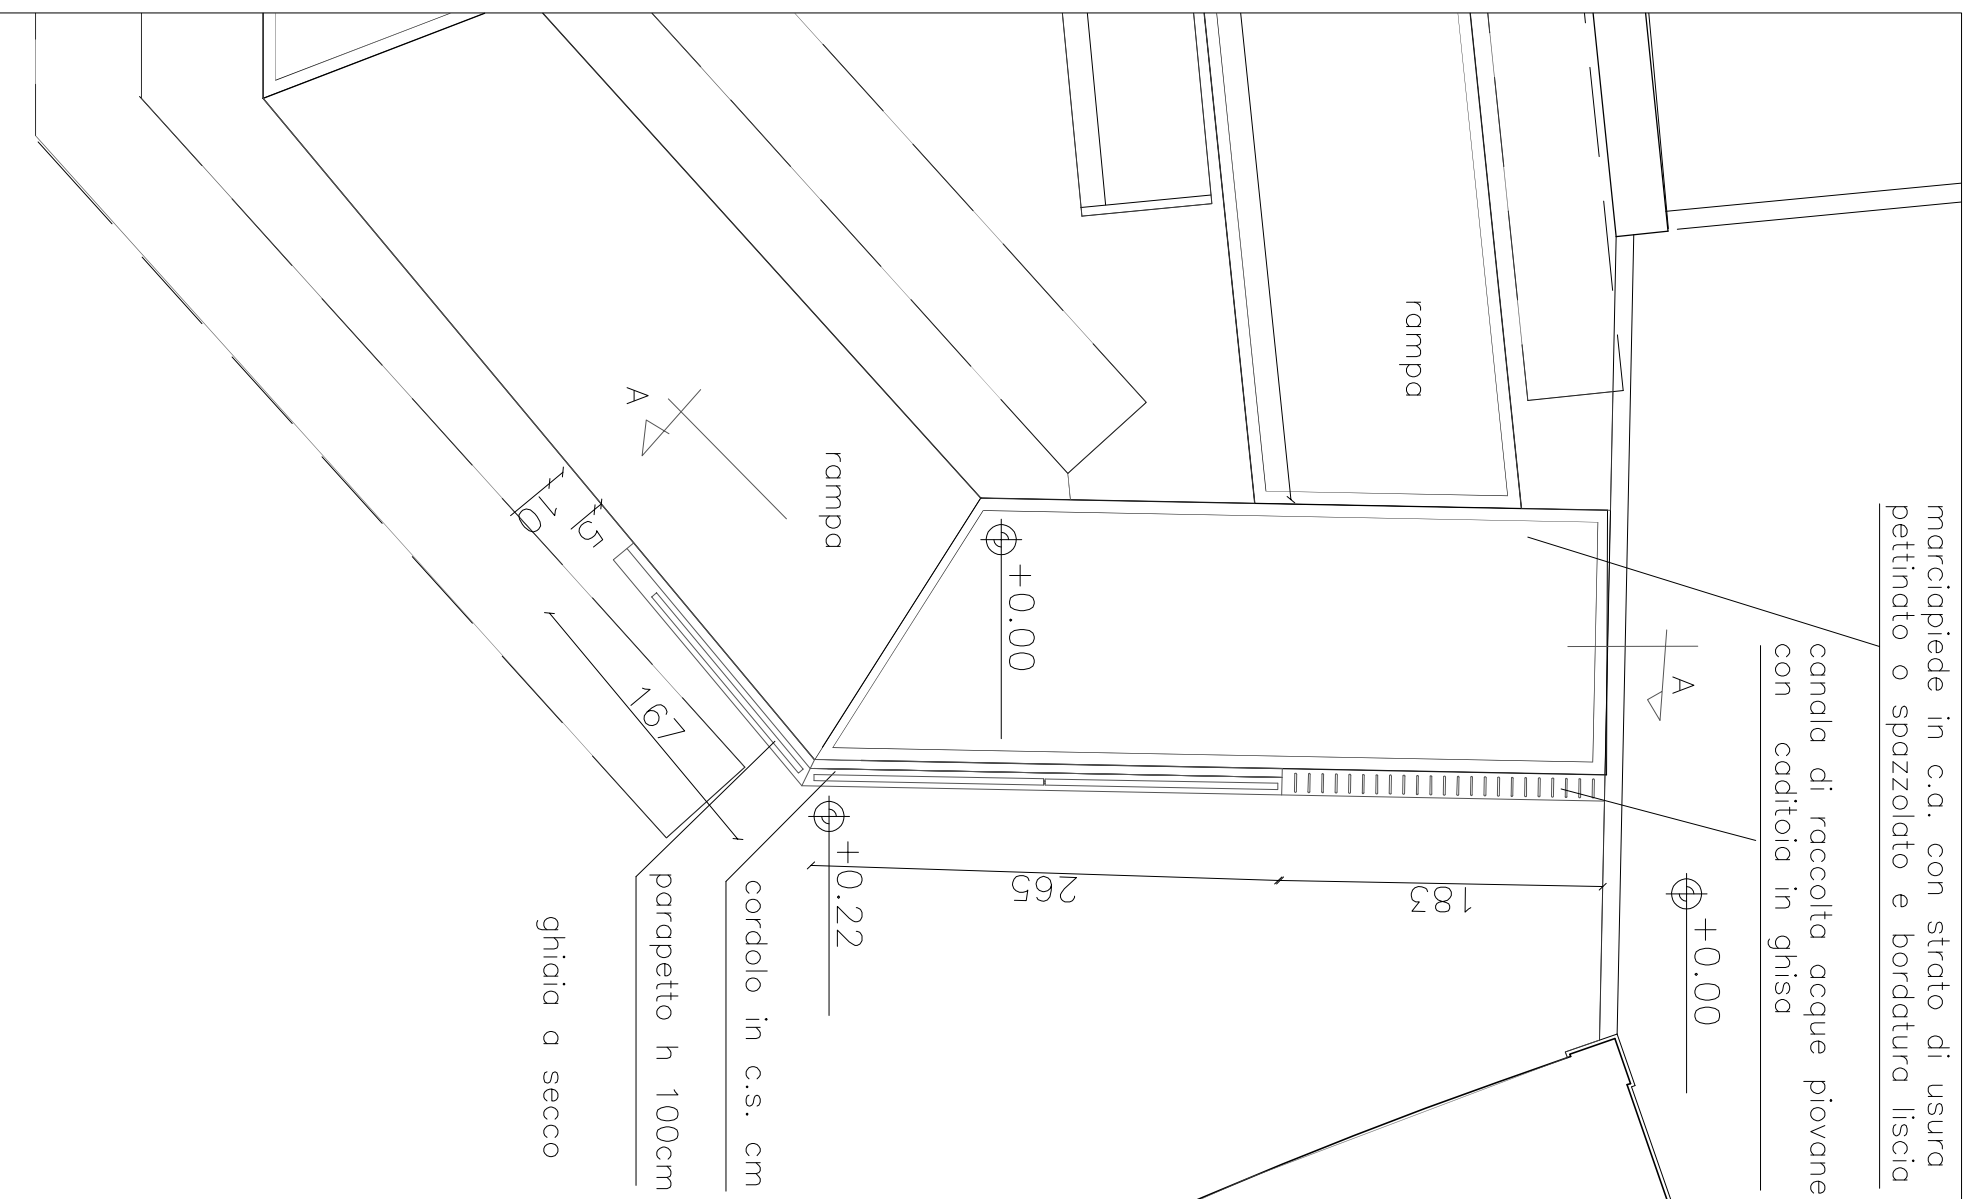 marciapiede in c.a. con strato di usura
pettinato o spazzolato e bordatura liscia
canala di raccolta acque piovane
con caditoia in ghisa
+0.00
A
rampa
183
265
+0.00
+0.22
rampa
cordolo in c.s. cm
parapetto h 100cm
A
167
15
110
ghiaia a secco